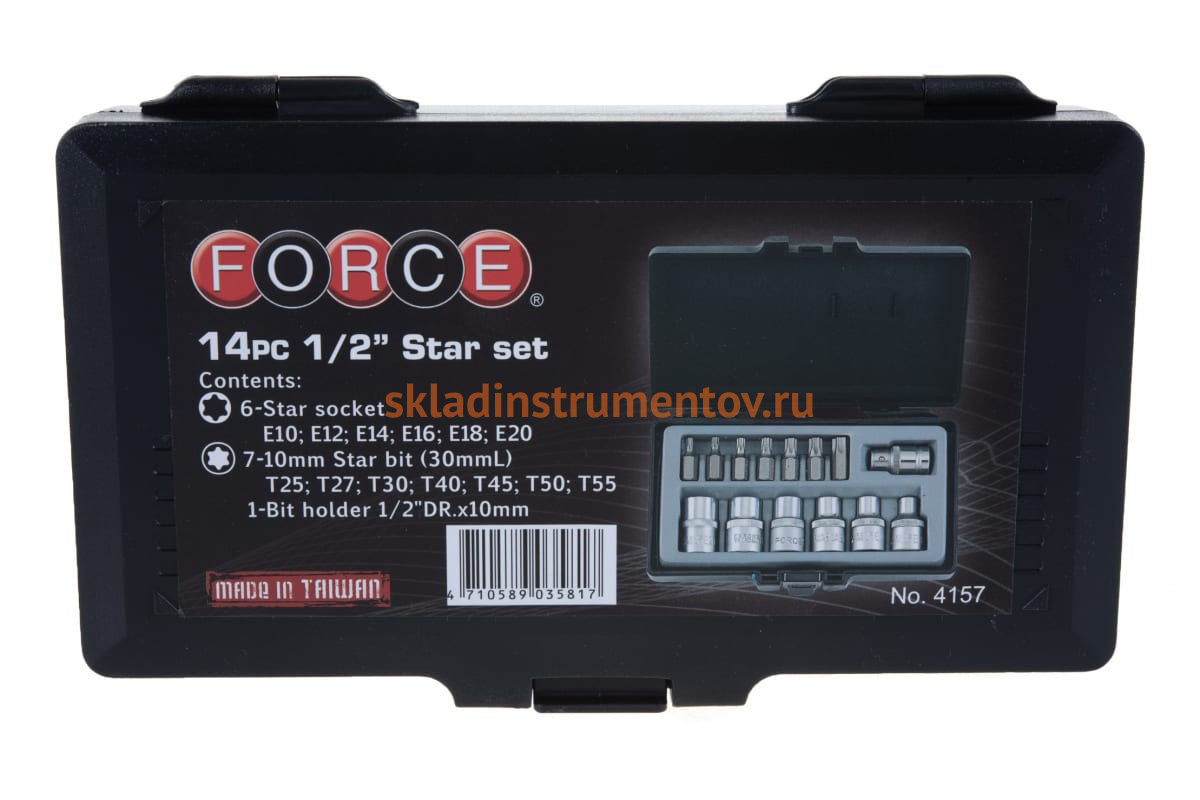 FORCE®
14PC 1/2” Star set
Contents:
6-Star socket
E10; E12; E14; E16; E18; E20
7-10mm Star bit (30mmL)
T25; T27; T30; T40; T45; T50; T55
1-Bit holder 1/2"DR.x10mm
MADE IN TAIWAN
4 710589 035817
No. 4157
skladinstrumentov.ru